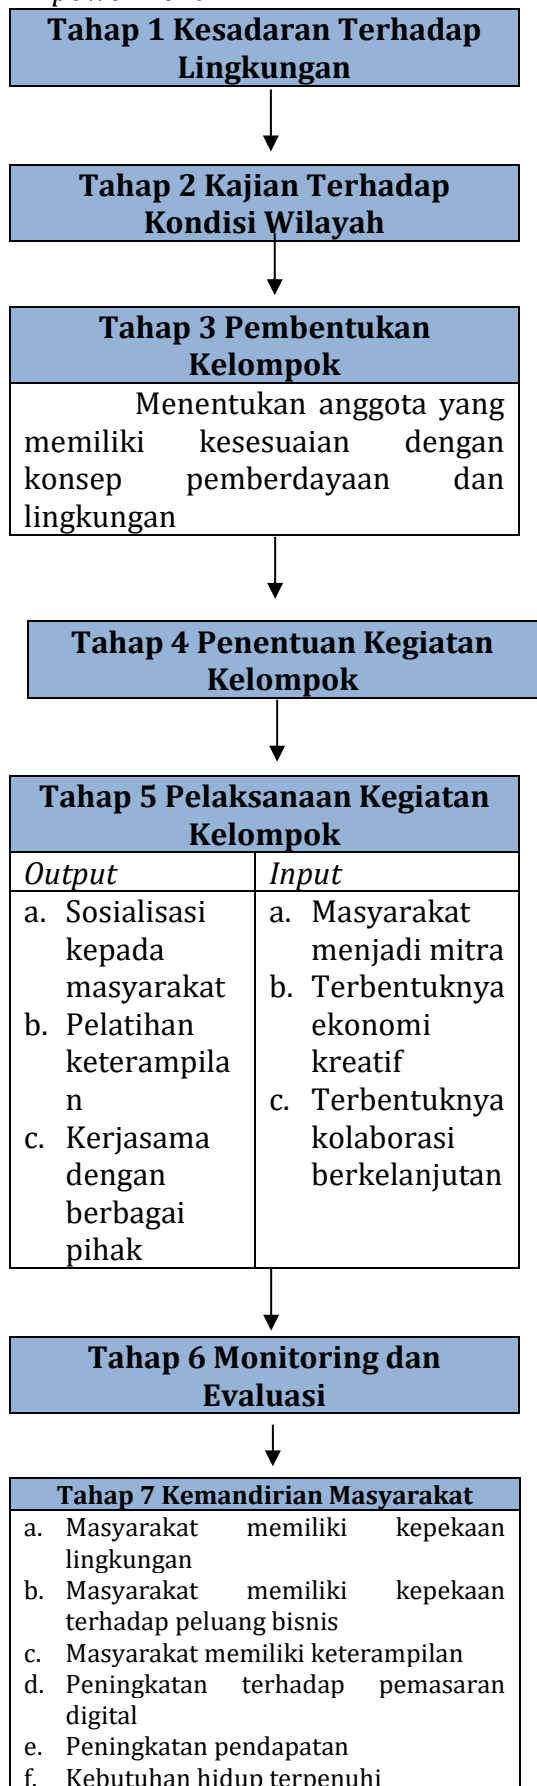 Tahap 1 Kesadaran Terhadap
Lingkungan
Tahap 2 Kajian Terhadap
Kondisi Wilayah
Tahap 3 Pembentukan
Kelompok
Menentukan anggota yang
memiliki kesesuaian dengan
konsep pemberdayaan dan
lingkungan
Tahap 4 Penentuan Kegiatan
Kelompok
Tahap 5 Pelaksanaan Kegiatan
Kelompok
Output
a. Sosialisasi
kepada
masyarakat
b. Pelatihan
keterampila
n
c. Kerjasama
dengan
berbagai
pihak
Input
a. Masyarakat
menjadi mitra
b. Terbentuknya
ekonomi
kreatif
c. Terbentuknya
kolaborasi
berkelanjutan
Tahap 6 Monitoring dan
Evaluasi
Tahap 7 Kemandirian Masyarakat
a. Masyarakat memiliki kepekaan
lingkungan
b. Masyarakat memiliki kepekaan
terhadap peluang bisnis
c. Masyarakat memiliki keterampilan
d. Peningkatan terhadap pemasaran
digital
e. Peningkatan pendapatan
f. Kebutuhan hidup terpenuhi